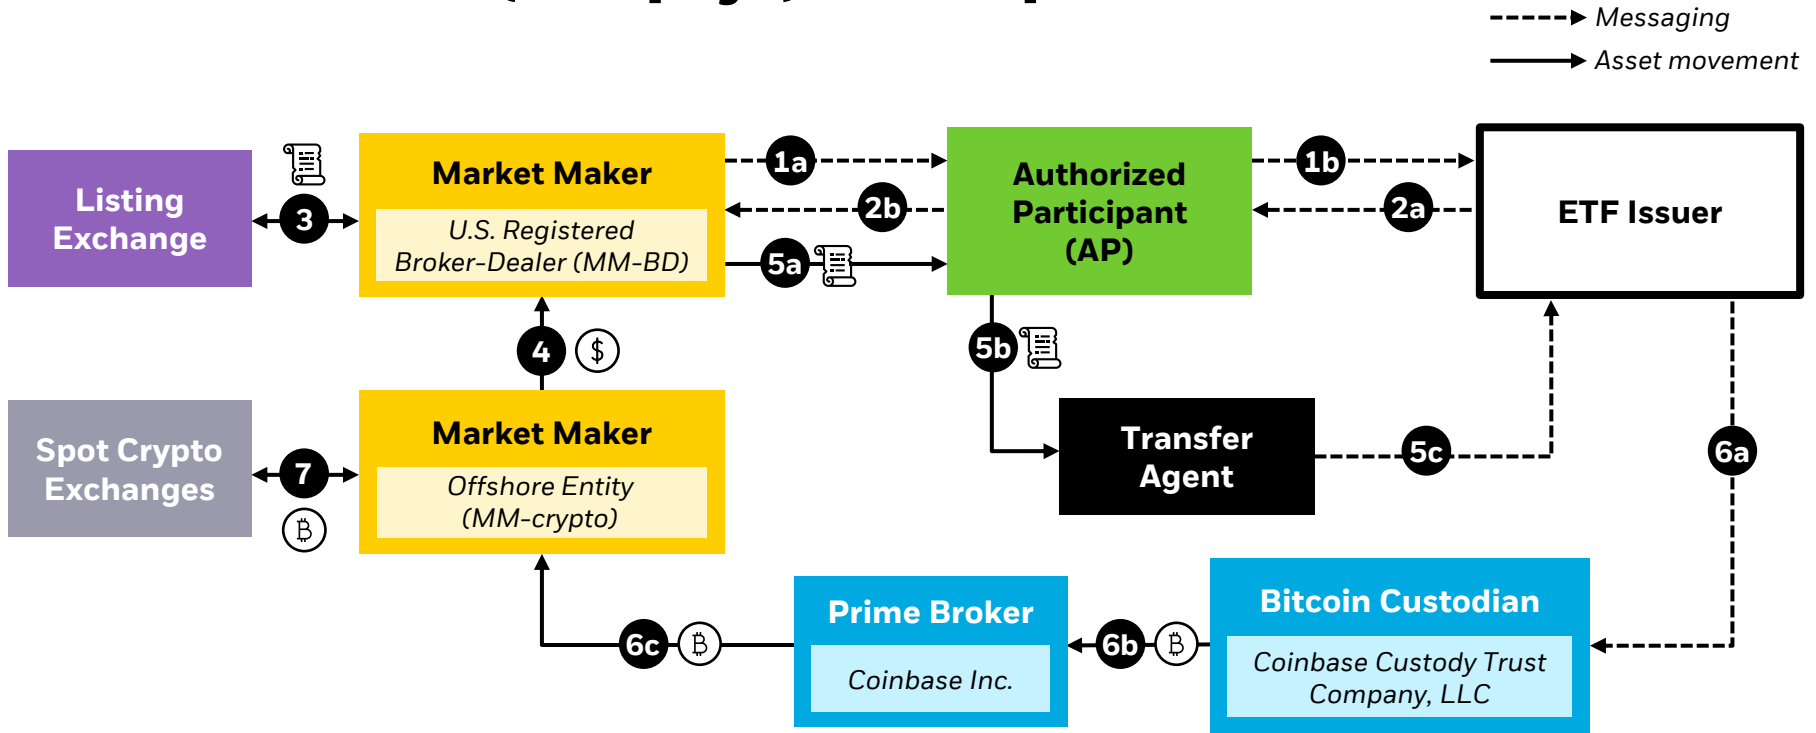 Messaging
Asset movement
Listing
Exchange
3
Market Maker
U.S. Registered
Broker-Dealer (MM-BD)
1a
2b
5a
Authorized
Participant
(AP)
1b
2a
ETF Issuer
4
$
5b
Spot Crypto
Exchanges
7
Market Maker
Offshore Entity
(MM-crypto)
Transfer
Agent
5c
6a
6c
Prime Broker
Coinbase Inc.
6b
Bitcoin Custodian
Coinbase Custody Trust
Company, LLC